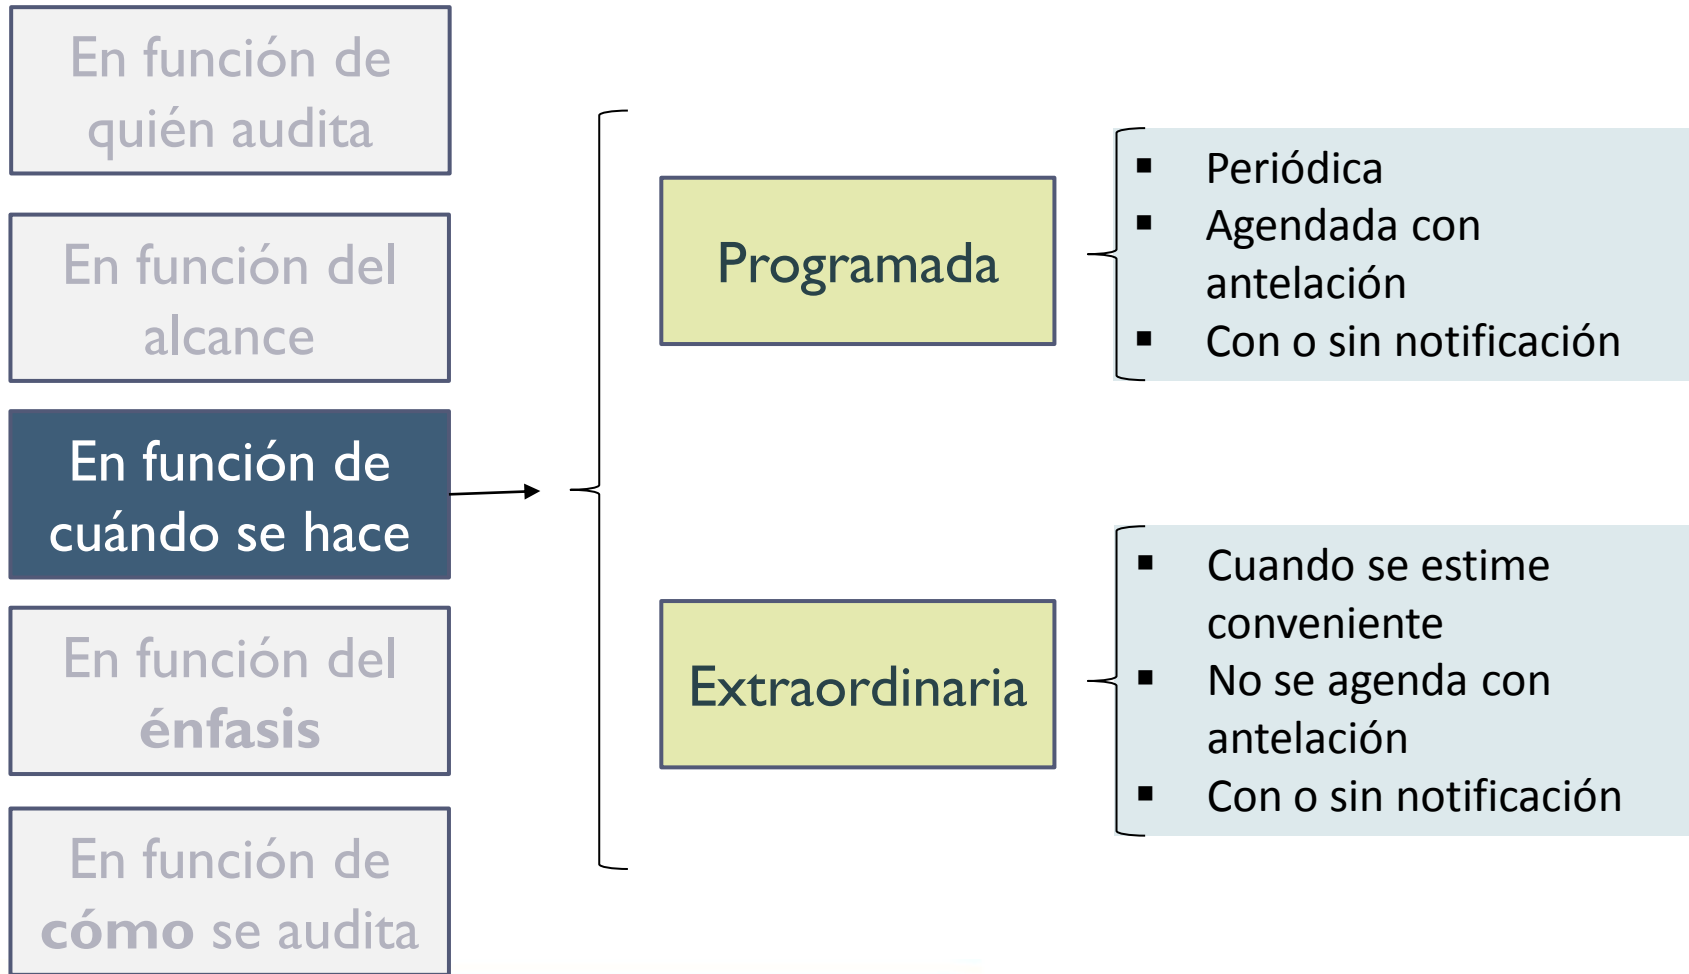 En función de
quién audita
En función del
alcance
En función de
cuándo se hace
En función del
énfasis
En función de
cómo se audita
Programada
▪ Periódica
▪ Agendada con
antelación
▪ Con o sin notificación
Extraordinaria
▪ Cuando se estime
conveniente
▪ No se agenda con
antelación
▪ Con o sin notificación